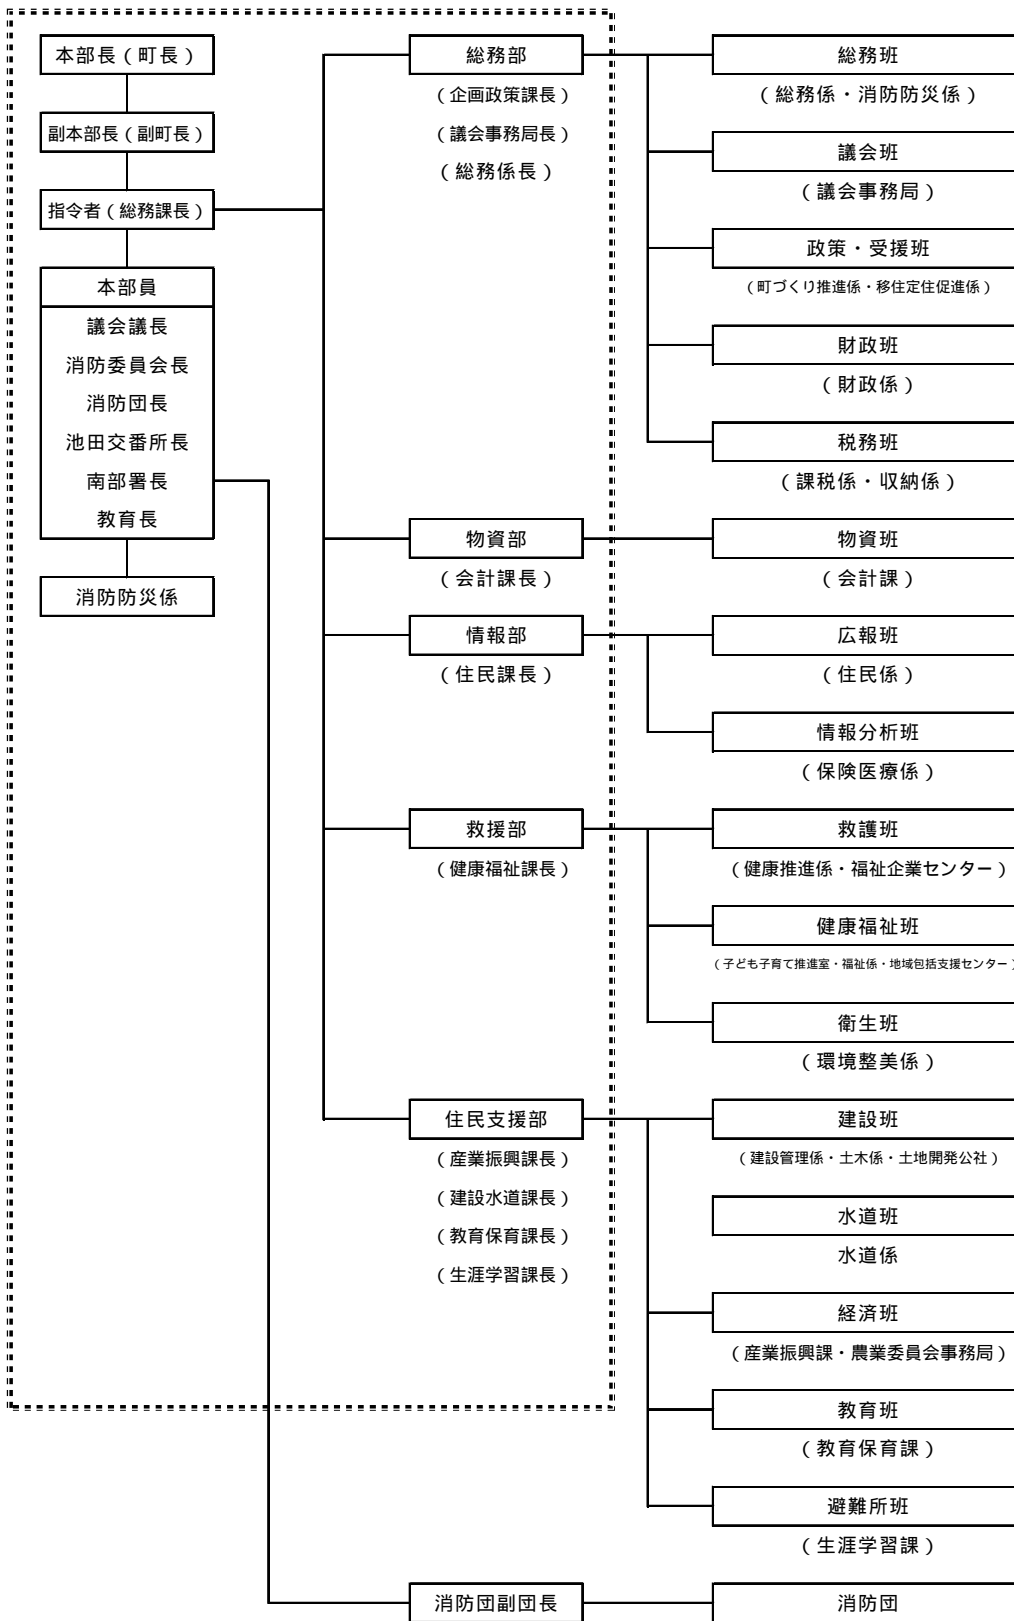 本部長（町長）
副本部長（副町長）
指令者（総務課長）
本部員
議会議長
消防委員会長
消防団長
池田交番所長
南部署長
教育長
消防防災係
総務部
（企画政策課長）
（議会事務局長）
（総務係長）
総務班
（総務係・消防防災係）
議会班
（議会事務局）
政策・受援班
（町づくり推進係・移住定住促進係）
財政班
（財政係）
税務班
（課税係・収納係）
物資部
（会計課長）
物資班
（会計課）
情報部
（住民課長）
広報班
（住民係）
情報分析班
（保険医療係）
救援部
（健康福祉課長）
救護班
（健康推進係・福祉企業センター）
健康福祉班
（子ども子育て推進室・福祉係・地域包括支援センター）
衛生班
（環境整美係）
住民支援部
（産業振興課長）
（建設水道課長）
（教育保育課長）
（生涯学習課長）
建設班
（建設管理係・土木係・土地開発公社）
水道班
水道係
経済班
（産業振興課・農業委員会事務局）
教育班
（教育保育課）
避難所班
（生涯学習課）
消防団副団長
消防団